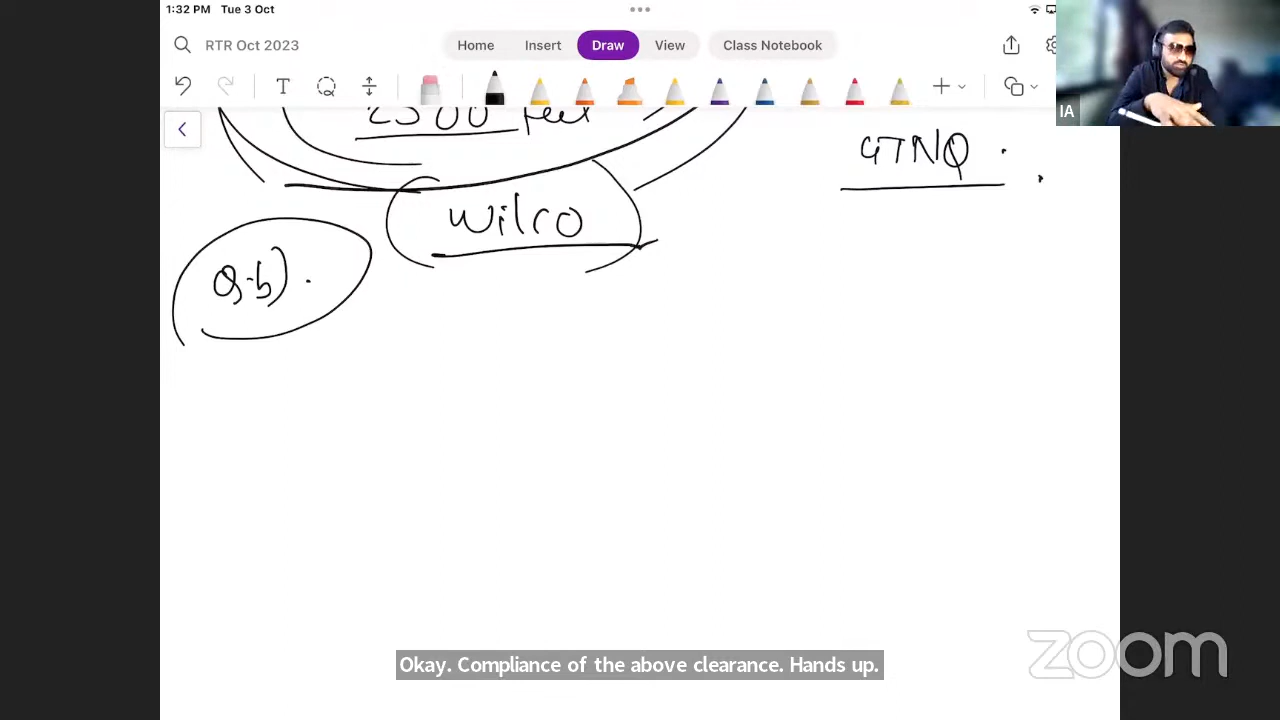 1:32 PM Tue 3 Oct
RTR Oct 2023
Home Insert Draw View Class Notebook
T
IA
2500 feet
GTNQ .
Wilco
Q.b) .
Okay. Compliance of the above clearance. Hands up.
zoom